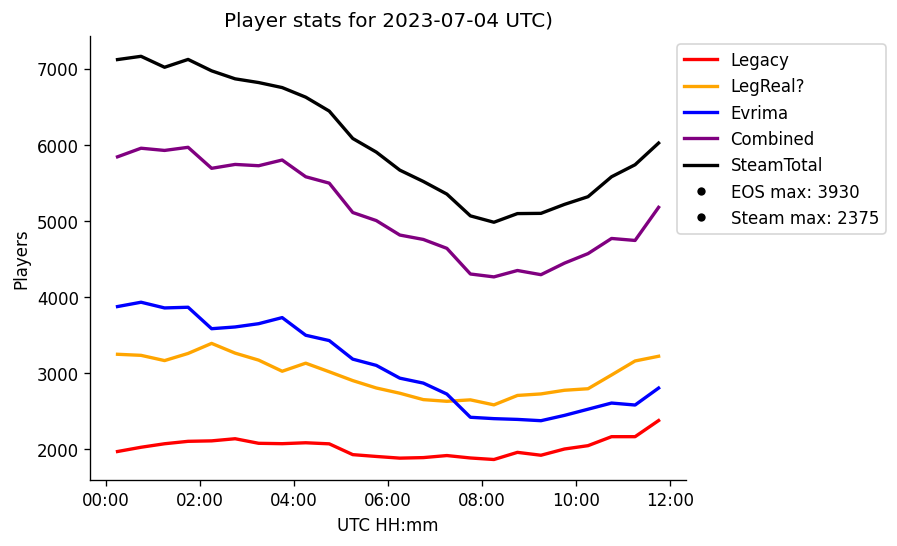 Player stats for 2023-07-04 UTC)
Legacy
LegReal?
Evrima
Combined
SteamTotal
EOS max: 3930
Steam max: 2375
Players
7000
6000
5000
4000
3000
2000
00:00 02:00 04:00 06:00 08:00 10:00 12:00
UTC HH:mm